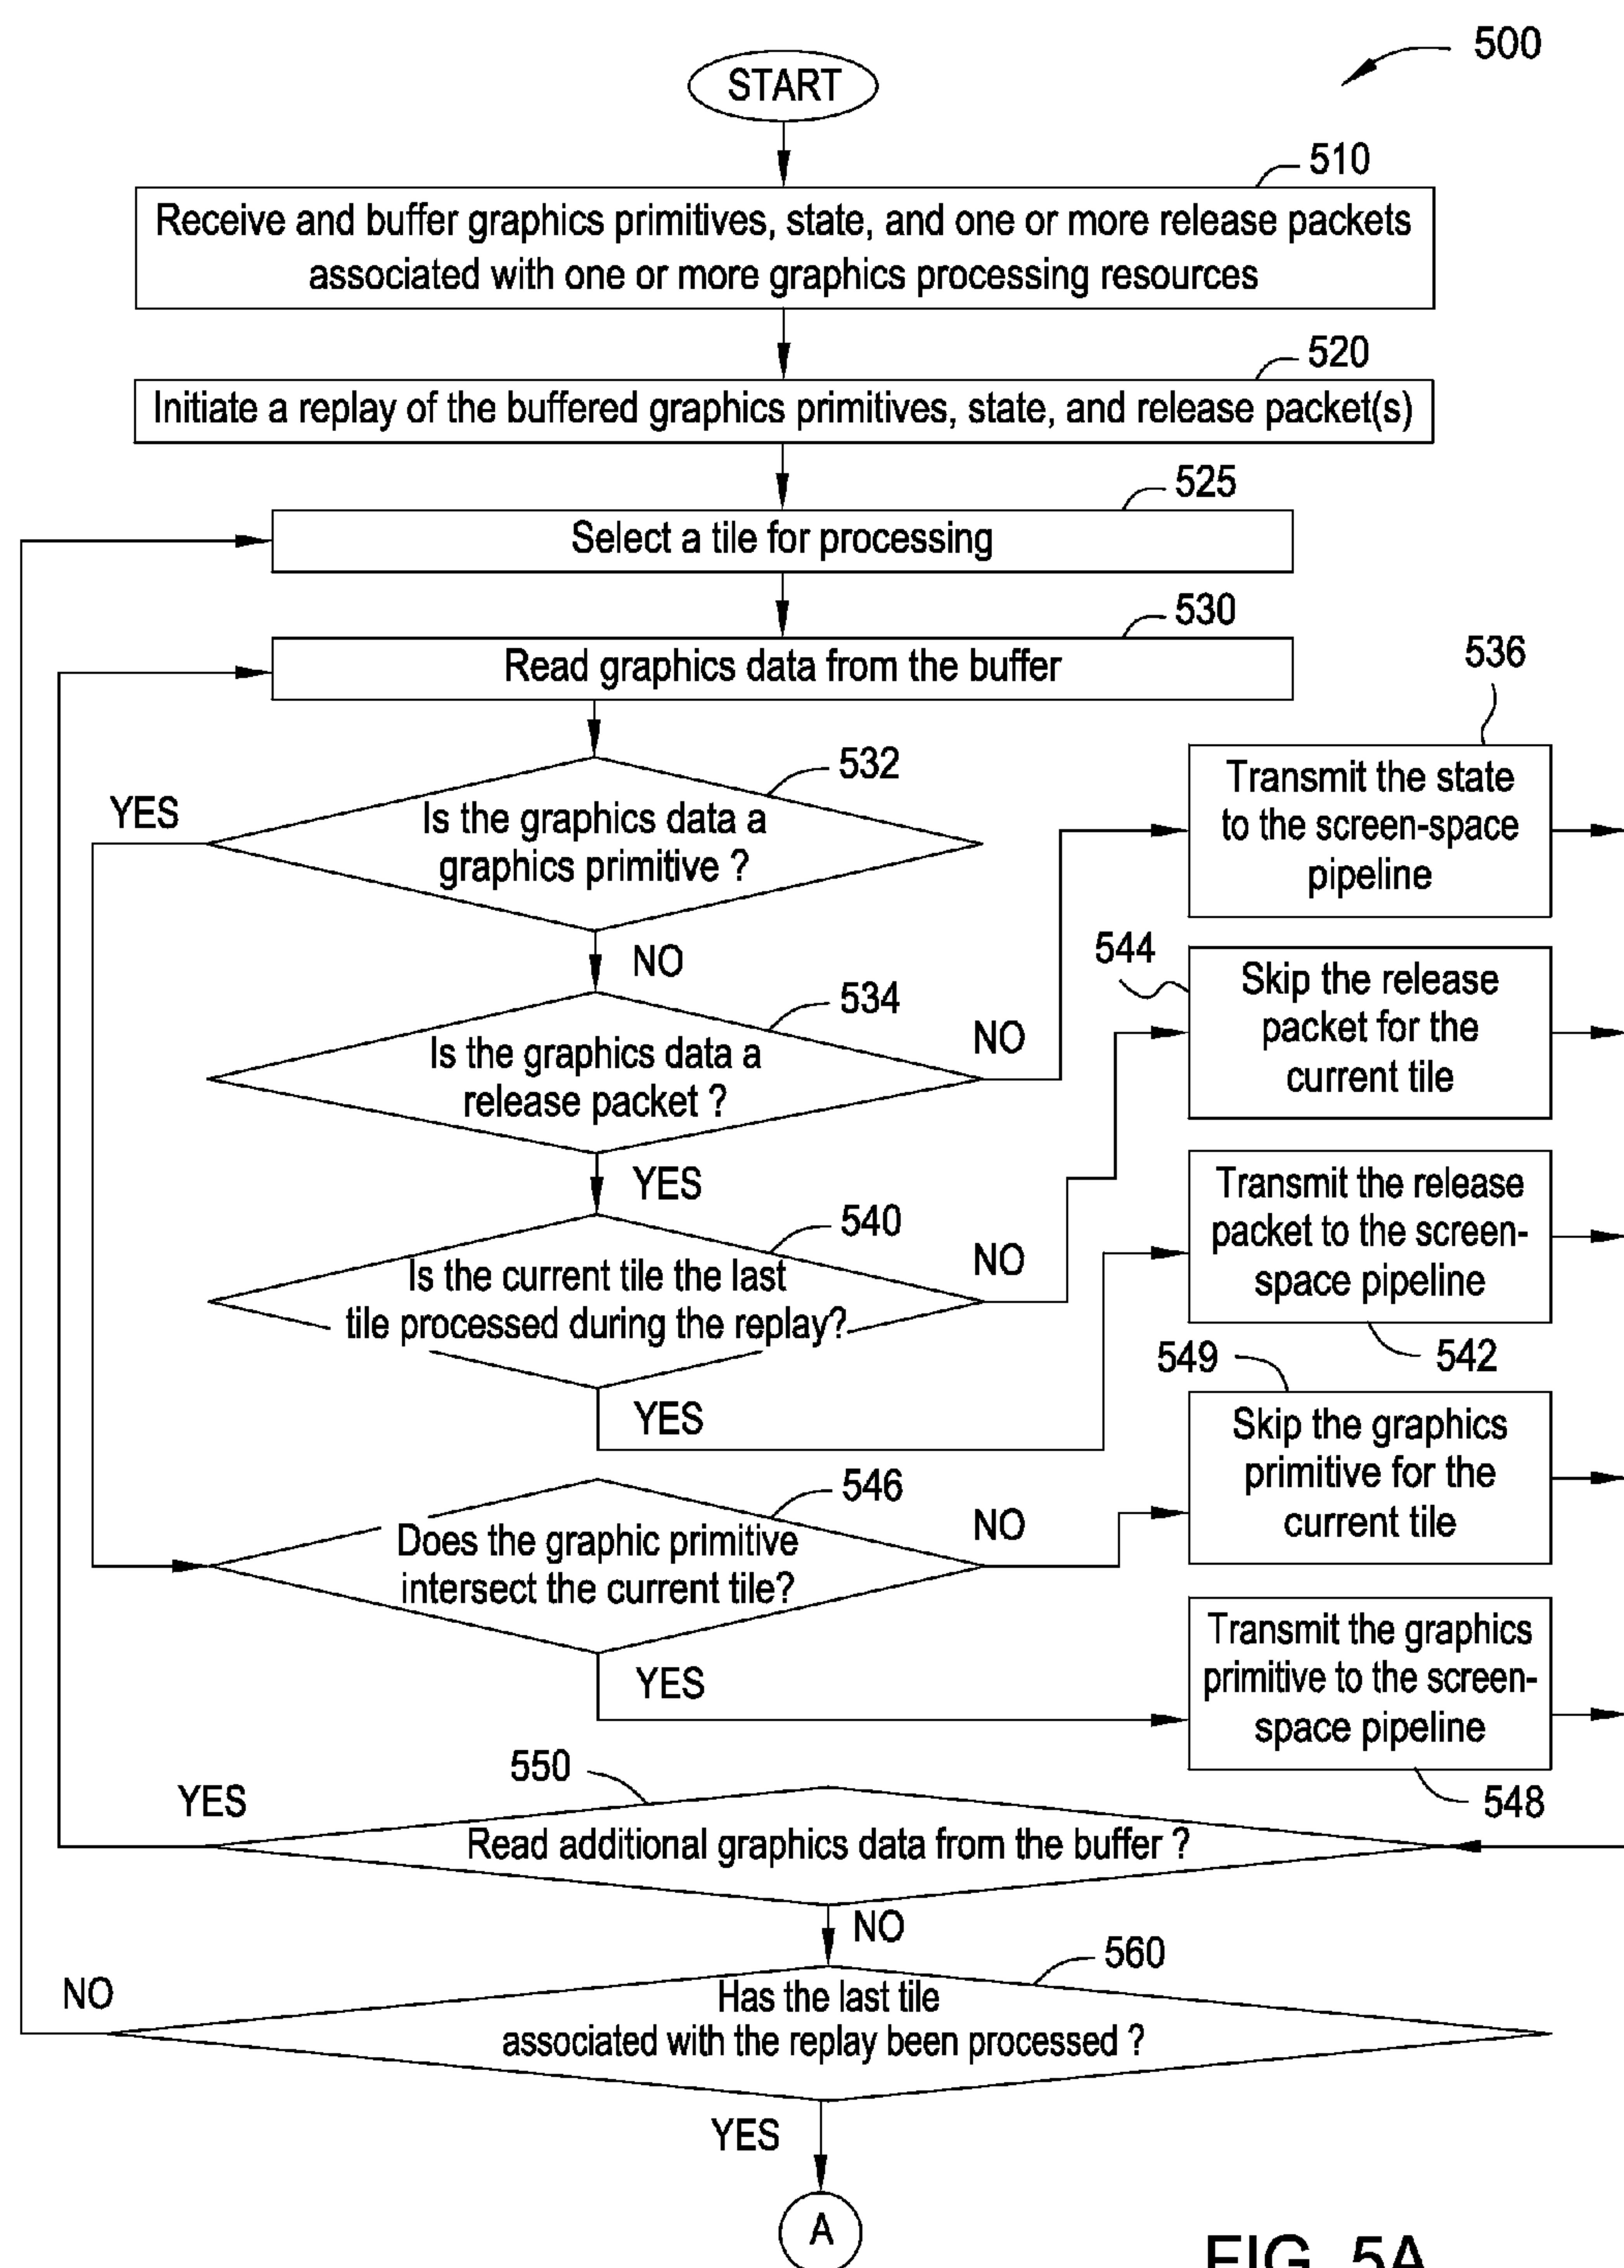 500
START
510
Receive and buffer graphics primitives, state, and one or more release packets
associated with one or more graphics processing resources
520
Initiate a replay of the buffered graphics primitives, state, and release packet(s)
525
Select a tile for processing
530
Read graphics data from the buffer
536
Transmit the state
to the screen-space
pipeline
532
YES
Is the graphics data a
graphics primitive ?
NO
544
Skip the release
packet for the
current tile
534
NO
Is the graphics data a
release packet ?
YES
Transmit the release
packet to the screen-
space pipeline
542
540
NO
Is the current tile the last
tile processed during the replay?
YES
549
Skip the graphics
primitive for the
current tile
546
NO
Does the graphic primitive
intersect the current tile?
YES
Transmit the graphics
primitive to the screen-
space pipeline
548
550
YES
Read additional graphics data from the buffer ?
NO
560
NO
Has the last tile
associated with the replay been processed ?
YES
A
FIG. 5A